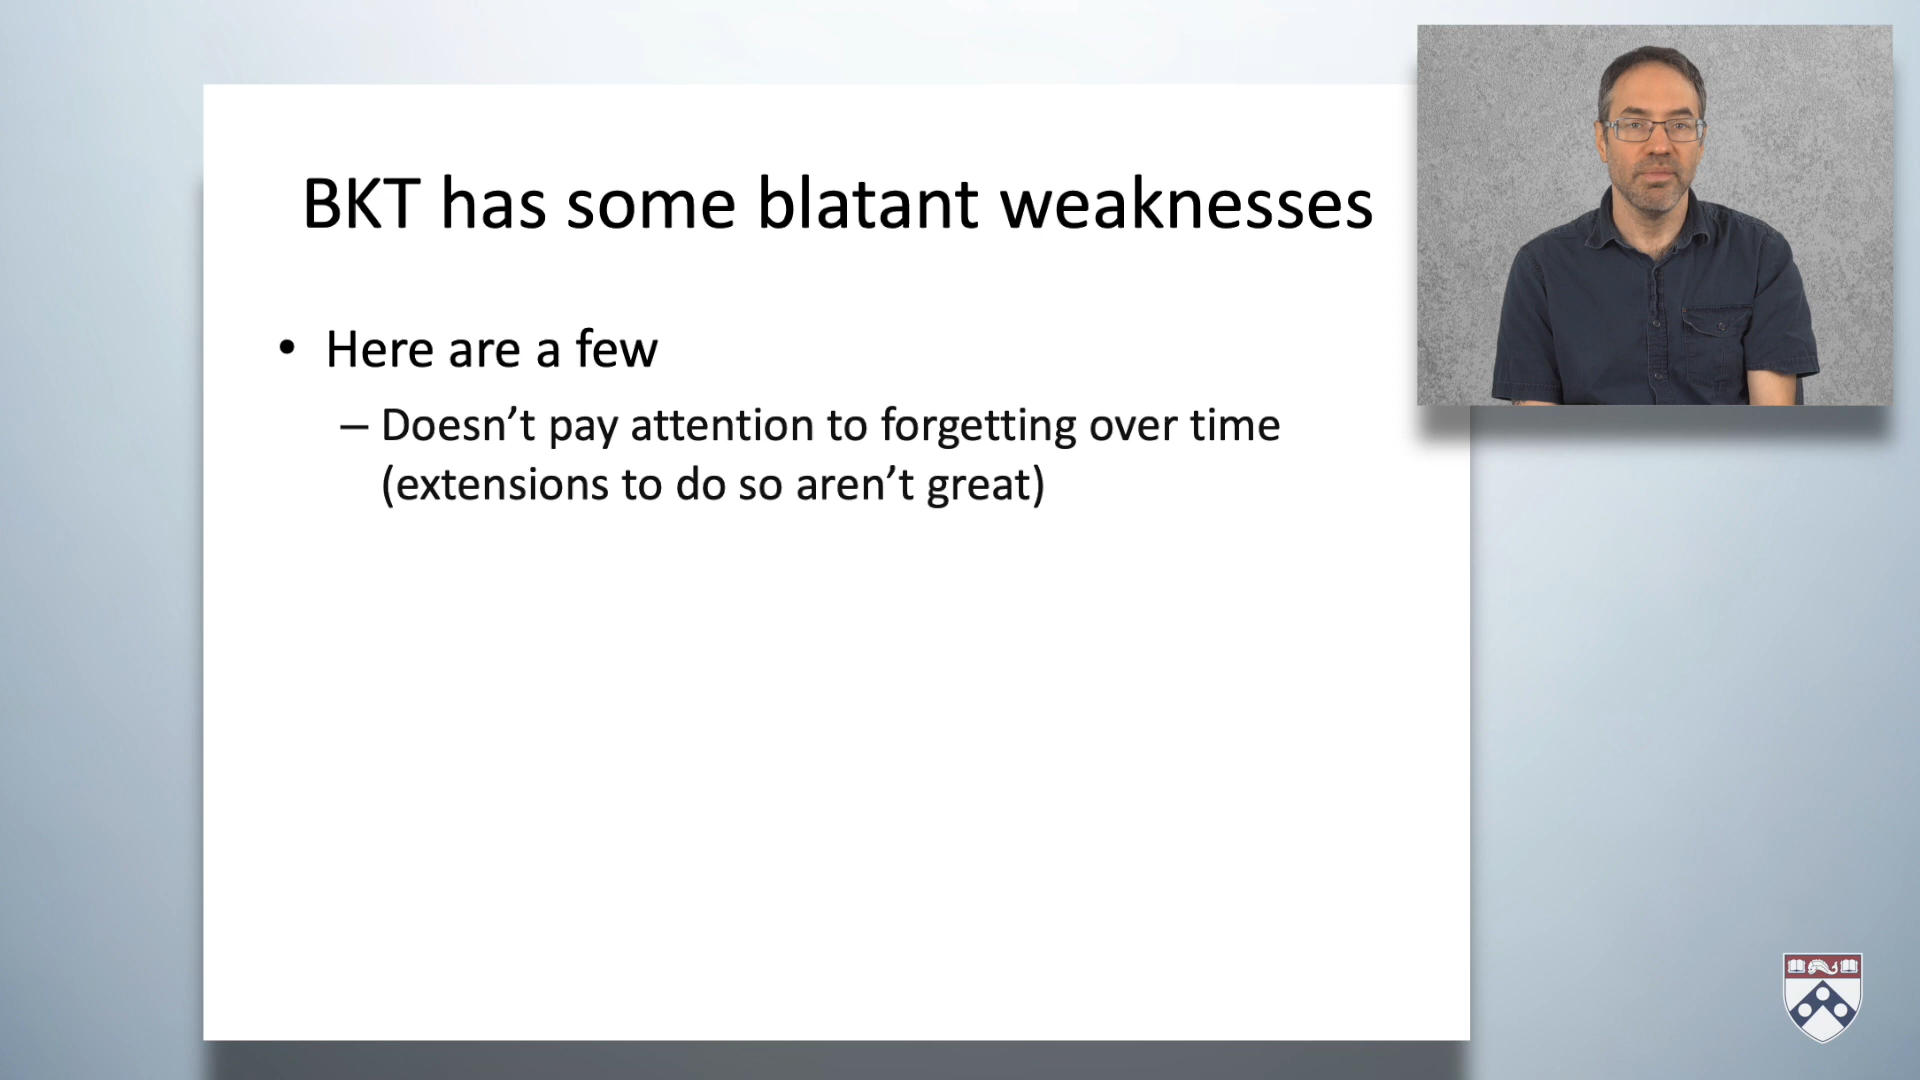 BKT has some blatant weaknesses
• Here are a few
– Doesn’t pay attention to forgetting over time
(extensions to do so aren’t great)